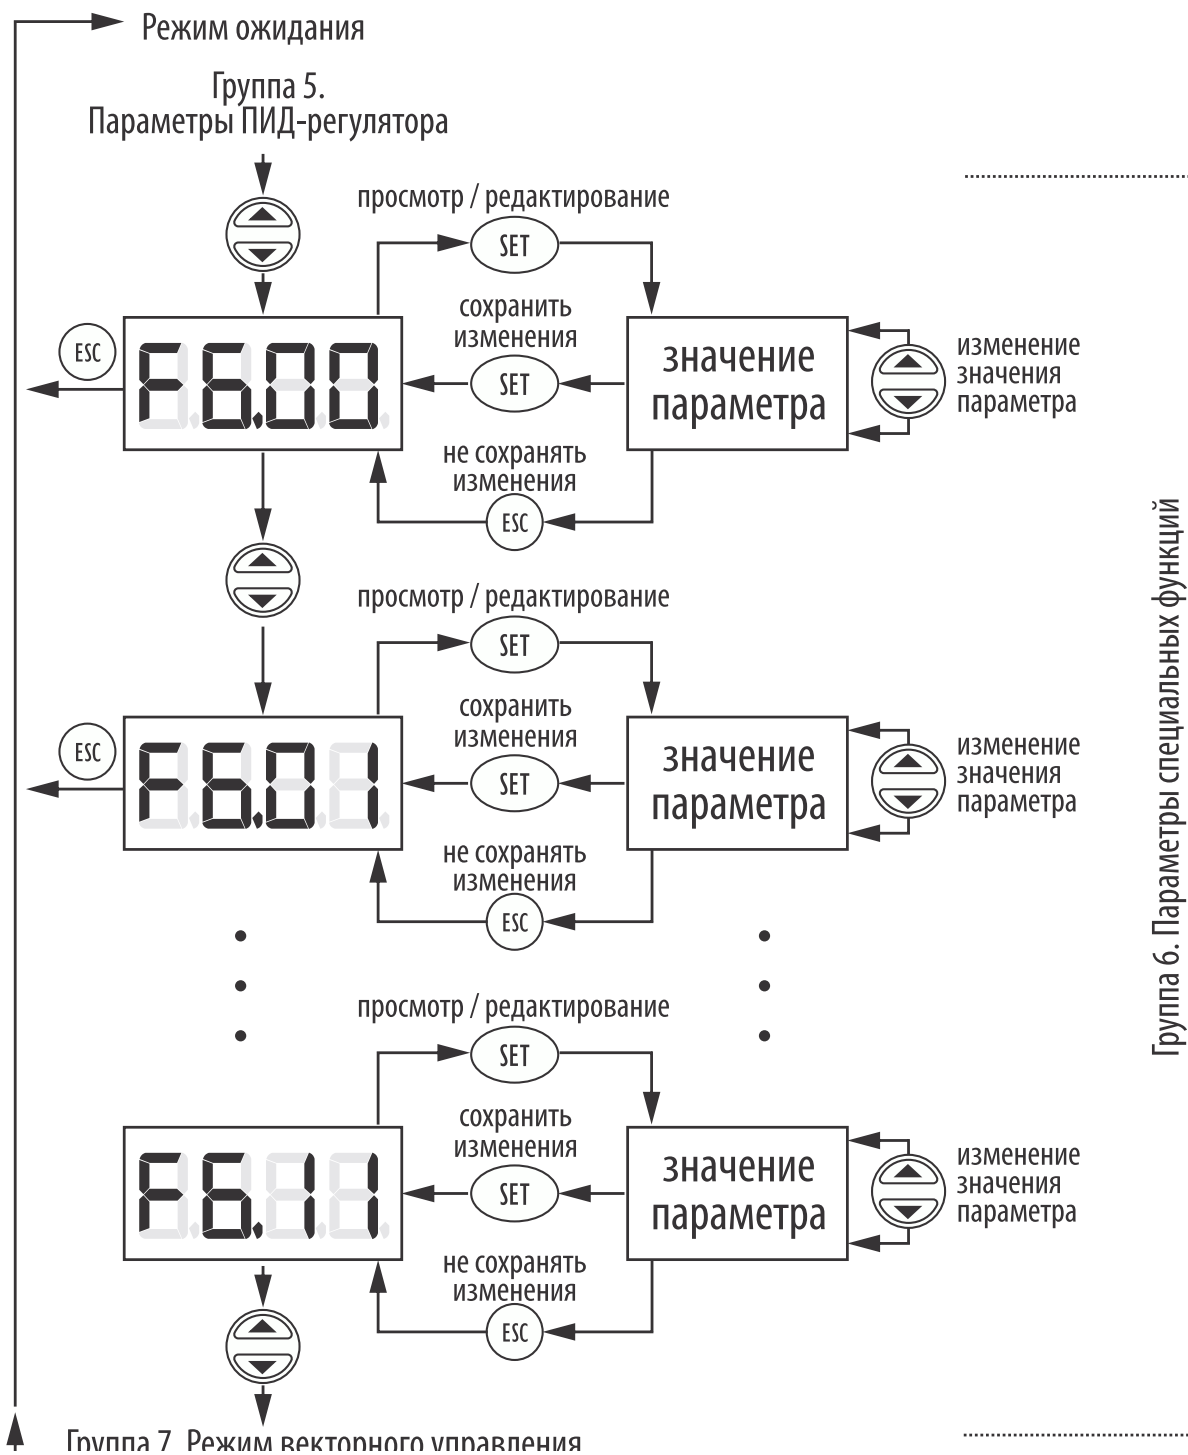 Режим ожидания
Группа 5.
Параметры ПИД-регулятора
просмотр / редактирование
SET
сохранить
изменения
ESC
F6.00
SET
значение
параметра
изменение
значения
параметра
не сохранять
изменения
ESC
просмотр / редактирование
SET
сохранить
изменения
ESC
F6.01
SET
значение
параметра
изменение
значения
параметра
не сохранять
изменения
ESC
просмотр / редактирование
SET
сохранить
изменения
F6.11
SET
значение
параметра
изменение
значения
параметра
не сохранять
изменения
ESC
Группа 7. Режим векторного управления
Группа 6. Параметры специальных функций